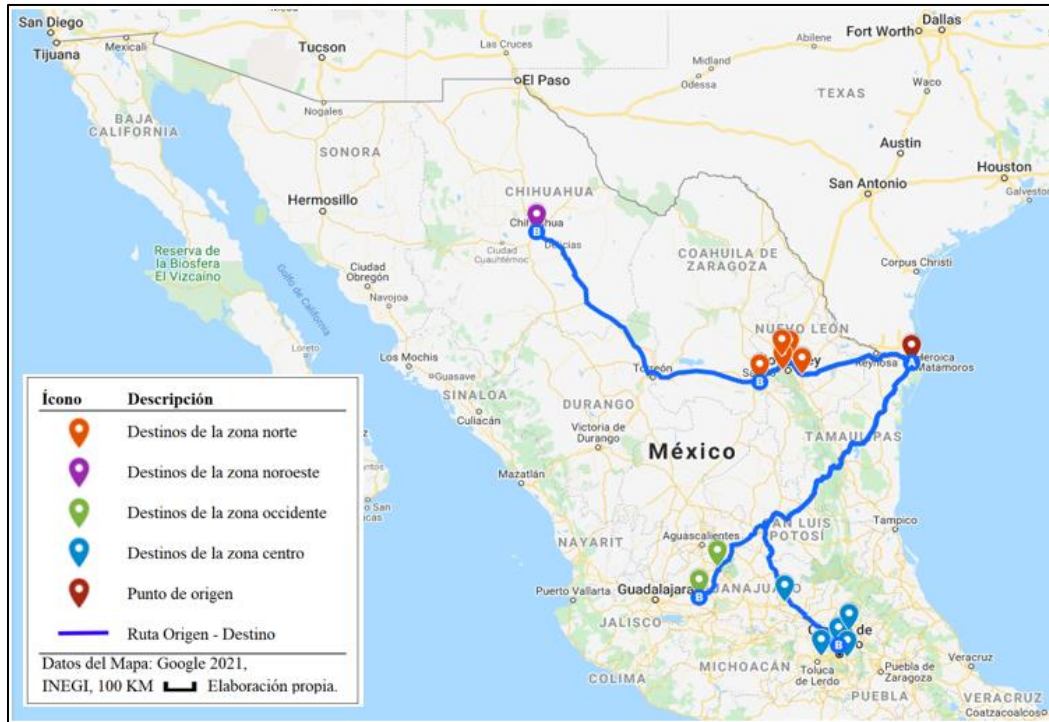 San Diego
Tijuana
Mexicali
BAJA
CALIFORNIA
Tucson
Nogales
SONORA
Hermosillo
Las Cruces
El Paso
Midland
Odessa
Abilene
Fort Worth
Dallas
Waco
TEXAS
Austin
Houston
San Antonio
Galveston
Corpus Christi
CHIHUAHUA
Chihuahua
Delicias
Ciudad
Cuauhtémoc
COAHUILA DE
ZARAGOZA
Reserva de
la Biósfera
El Vizcaíno
Golfo de California
Ciudad
Obregón
Navojoa
Loreto
Los Mochis
Guasave
SINALOA
Culiacán
Torreón
DURANGO
Victoria de
Durango
NUEVO LEÓN
Reynosa
Heroica
Matamoros
TAMAULIPAS
México
Mazatlán
SAN LUIS
POTOSÍ
Tampico
Aguascalientes
NAYARIT
Puerto Vallarta
Guadalajara
JALISCO
GUANAJUATO
MICHOACÁN
COLIMA
Toluca
de Lerdo
Puebla de
Zaragoza
PUEBLA
Veracruz
VERACRUZ
Coatzacoalcos
B
B
B
B
Ícono Descripción
Destinos de la zona norte
Destinos de la zona noroeste
Destinos de la zona occidente
Destinos de la zona centro
Punto de origen
Ruta Origen - Destino
Datos del Mapa: Google 2021,
INEGI, 100 KM Elaboración propia.